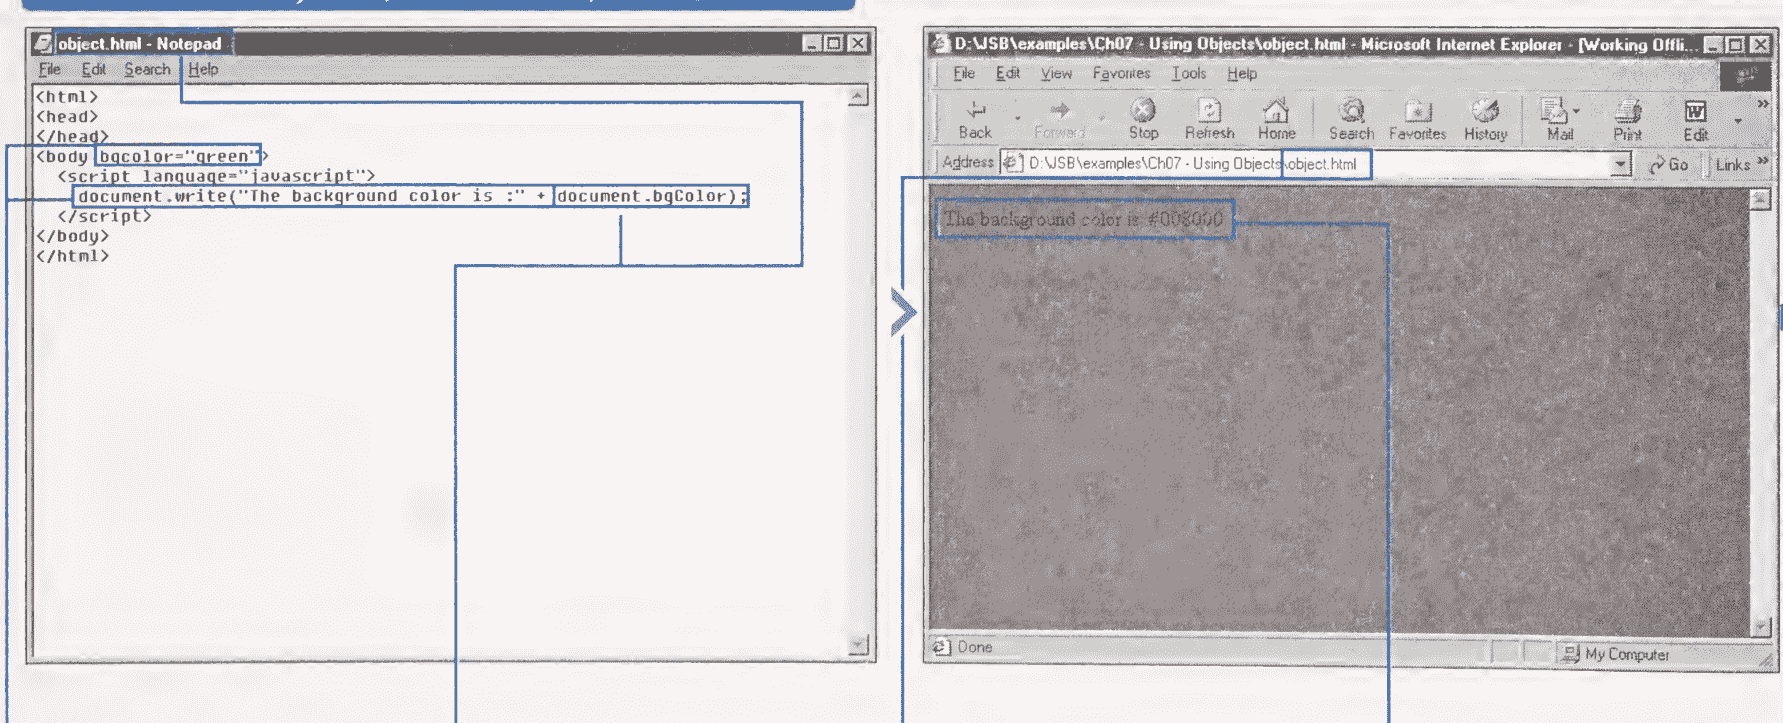 object.html - Notepad
File Edit Search Help
<html>
<head>
</head>
<body bgcolor="green">
<script language="javascript">
document.write("The background color is :" + document.bgColor);
</script>
</body>
</html>
D:\JSB\examples\Ch07 - Using Objects\object.html - Microsoft Internet Explorer - [Working Offli...
File Edit View Favorites Tools Help
Back Forward Stop Refresh Home Search Favorites History Mail Print Edit
Address D:\JSB\examples\Ch07 - Using Objects\object.html Go Links
The background color is #008000
Done
My Computer